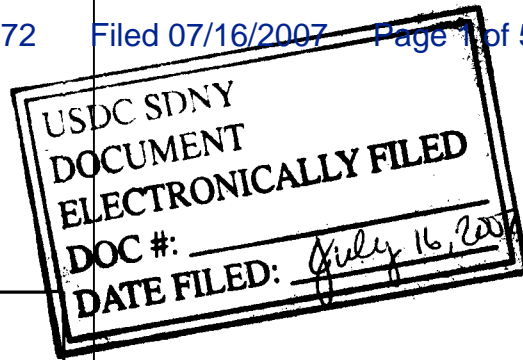 72 Filed 07/16/2007 Page 1 of 5
USDC SDNY
DOCUMENT
ELECTRONICALLY FILED
DOC #:
DATE FILED: July 16, 2007